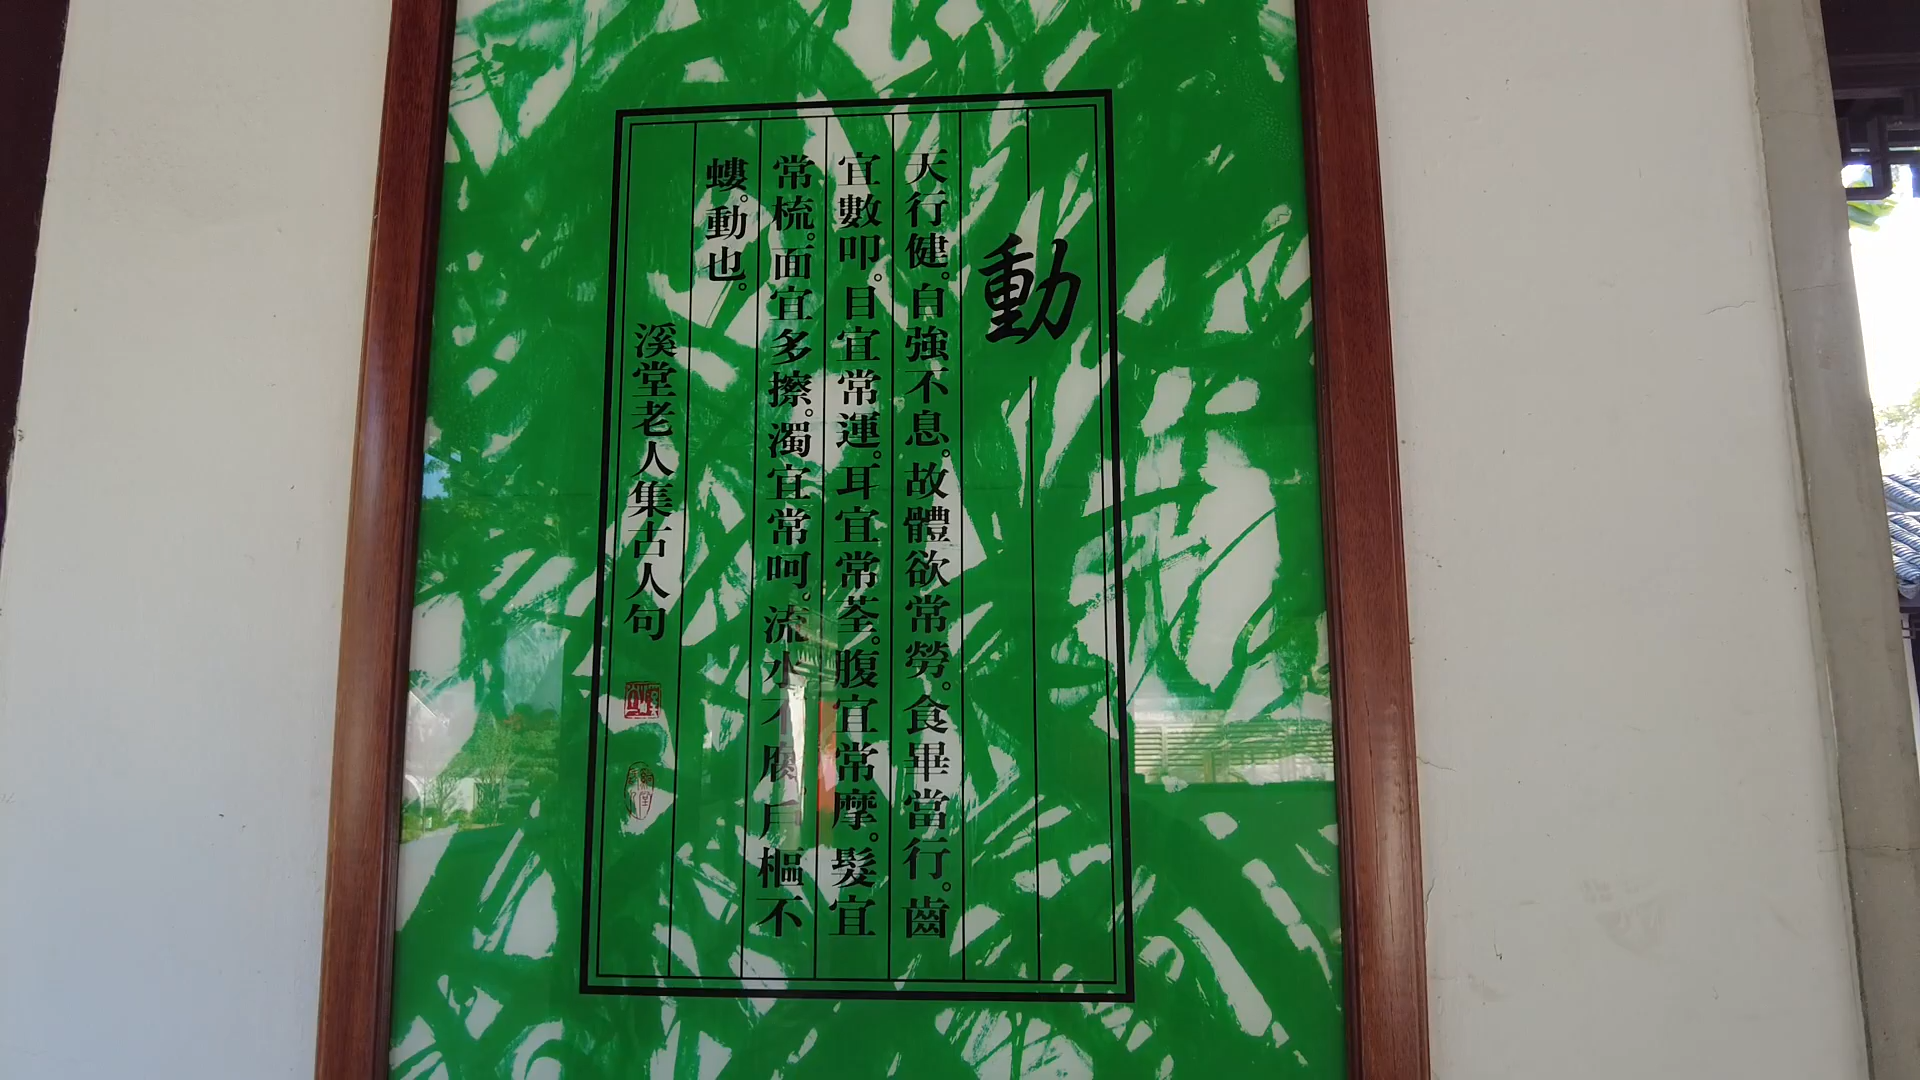 動
天行健。自強不息。故體欲常勞。食畢當行。齒
宜數叩。目宜常運。耳宜常荃。腹宜常摩。髮宜
常梳。面宜多擦。濁宜常呵。流水不腐。戶樞不
螻。動也。
溪堂老人集古人句